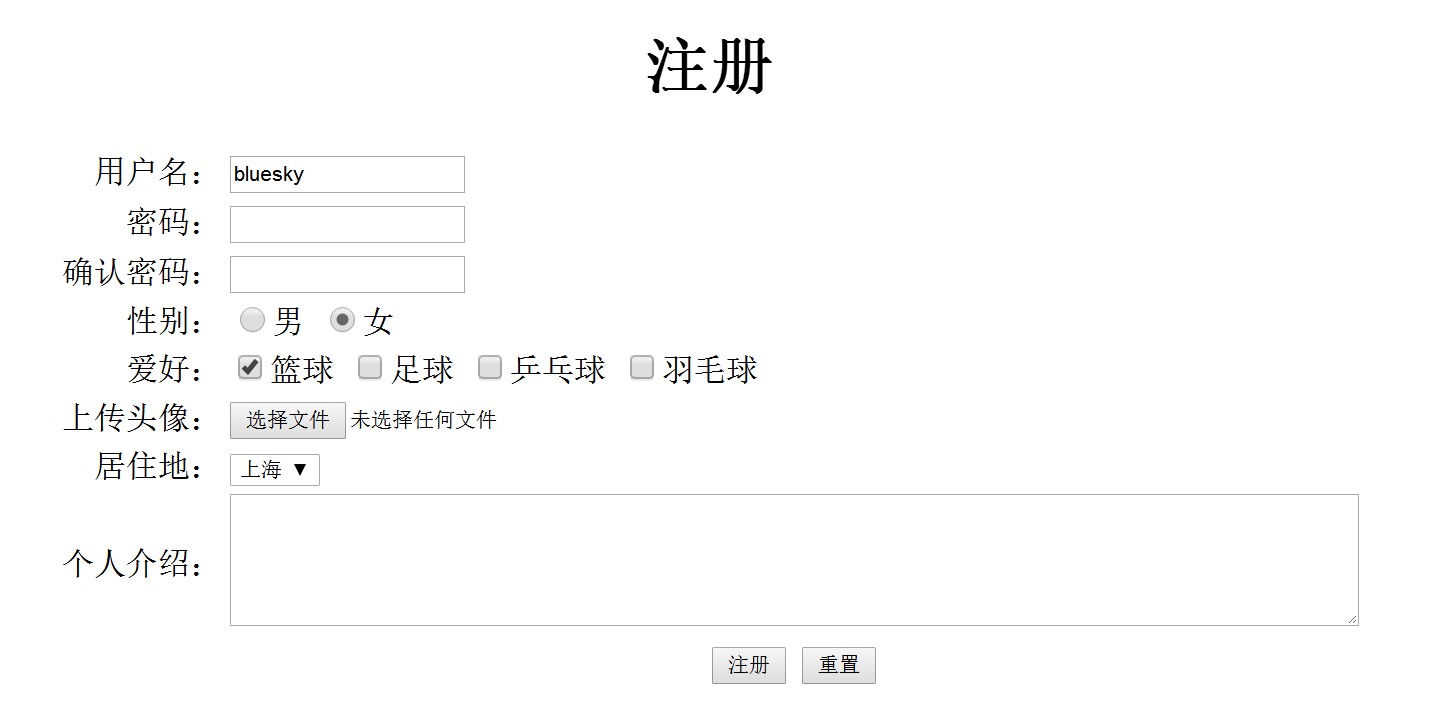 注册
用户名： bluesky
密码：
确认密码：
性别： 男 女
爱好： 篮球 足球 乒乓球 羽毛球
上传头像： 选择文件 未选择任何文件
居住地： 上海 ▼
个人介绍：
注册 重置